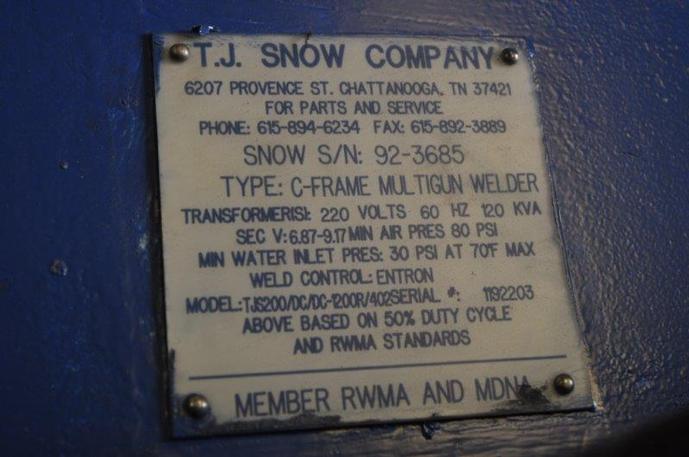 T.J. SNOW COMPANY
6207 PROVENCE ST. CHATTANOOGA, TN 37421
FOR PARTS AND SERVICE
PHONE: 615-894-6234 FAX: 615-892-3889
SNOW S/N: 92-3685
TYPE: C-FRAME MULTIGUN WELDER
TRANSFORMER(S): 220 VOLTS 60 HZ 120 KVA
SEC V: 6.87-9.17 MIN AIR PRES 80 PSI
MIN WATER INLET PRES: 30 PSI AT 70°F MAX
WELD CONTROL: ENTRON
MODEL: TJS200/DC/DC-1200R/402 SERIAL #: 1192203
ABOVE BASED ON 50% DUTY CYCLE
AND RWMA STANDARDS
MEMBER RWMA AND MDNA